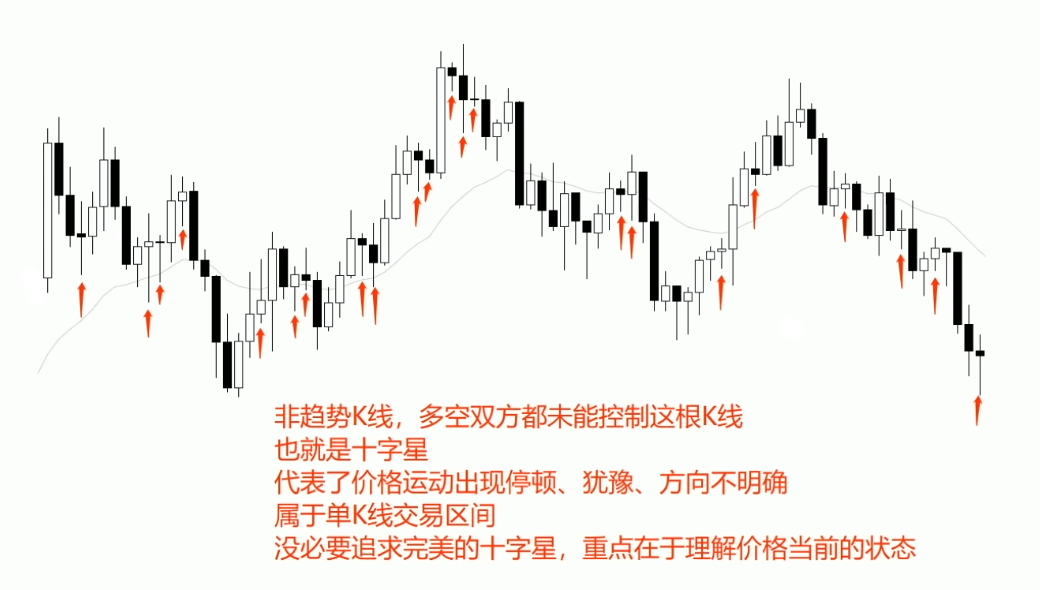 非趋势K线，多空双方都未能控制这根K线
也就是十字星
代表了价格运动出现停顿、犹豫、方向不明确
属于单K线交易区间
没必要追求完美的十字星，重点在于理解价格当前的状态